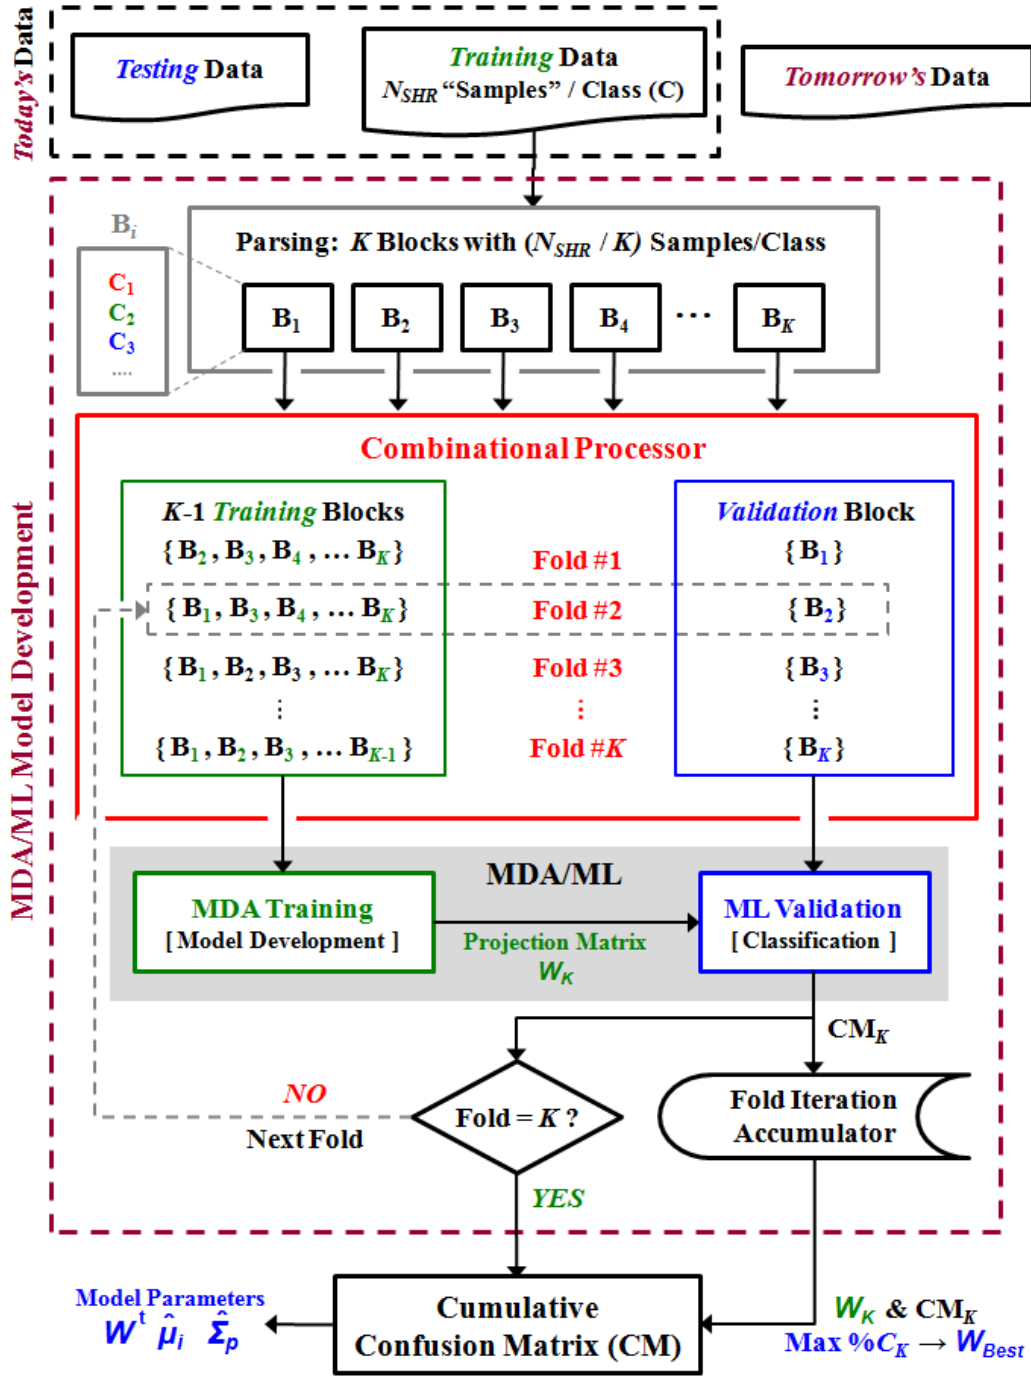 Today's Data
Testing Data
Training Data
N_SHR “Samples” / Class (C)
Tomorrow's Data
MDA/ML Model Development
B_i
C_1
C_2
C_3
....
Parsing: K Blocks with (N_SHR / K) Samples/Class
B_1 B_2 B_3 B_4 ··· B_K
Combinational Processor
K-1 Training Blocks
Validation Block
{ B_2 , B_3 , B_4 , … B_K } Fold #1 { B_1 }
{ B_1 , B_3 , B_4 , … B_K } Fold #2 { B_2 }
{ B_1 , B_2 , B_3 , … B_K } Fold #3 { B_3 }
⋮ ⋮ ⋮
{ B_1 , B_2 , B_3 , … B_K-1 } Fold #K { B_K }
MDA/ML
MDA Training
[ Model Development ]
Projection Matrix
W_K
ML Validation
[ Classification ]
CM_K
NO
Next Fold
Fold = K ?
Fold Iteration
Accumulator
YES
Model Parameters
W^t μ̂_i Σ̂_p
Cumulative
Confusion Matrix (CM)
W_K & CM_K
Max %C_K → W_Best